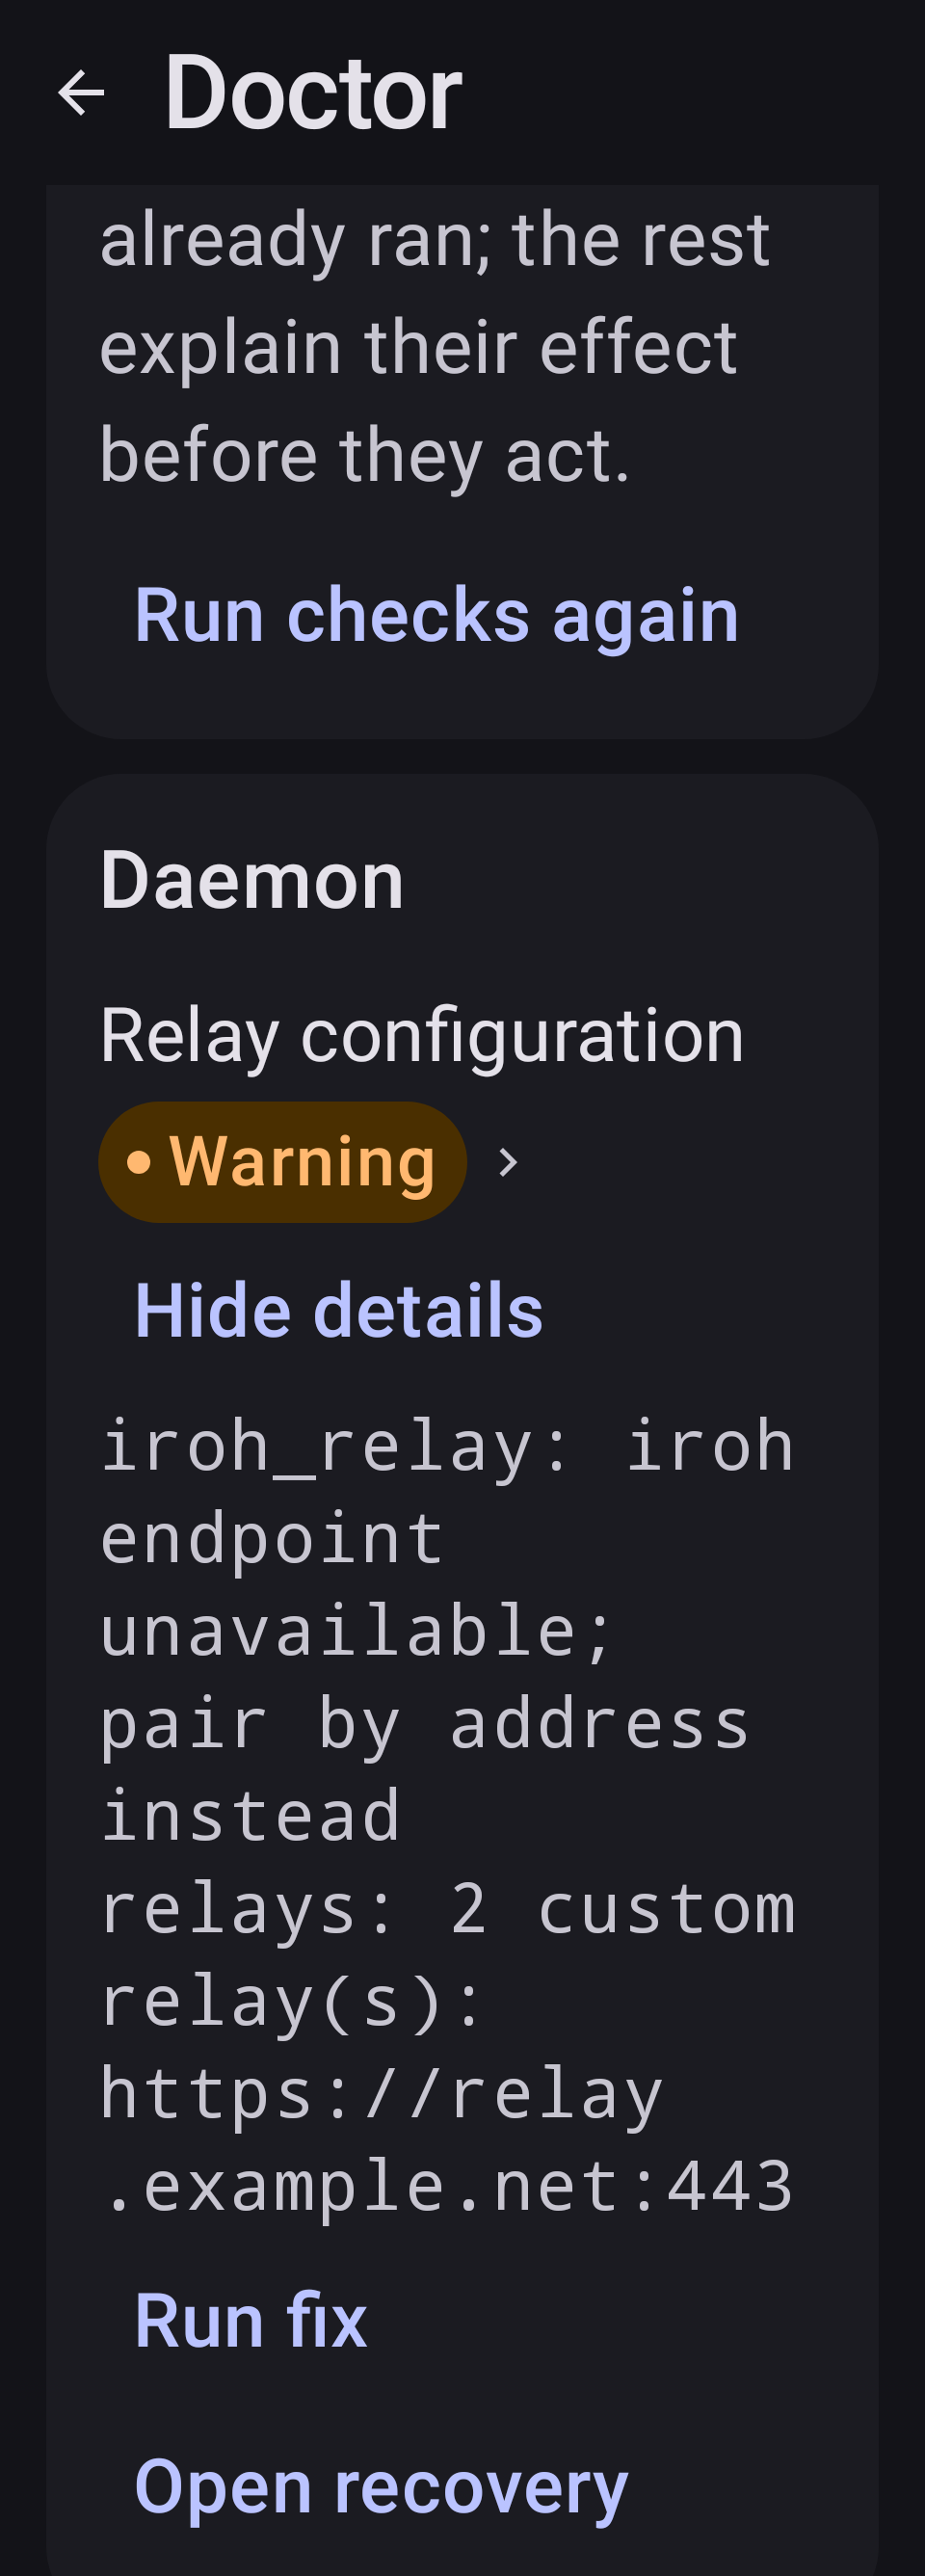 Doctor
already ran; the rest
explain their effect
before they act.
Run checks again
Daemon
Relay configuration
Warning
Hide details
iroh_relay: iroh
endpoint
unavailable;
pair by address
instead
relays: 2 custom
relay(s):
https://relay
.example.net:443
Run fix
Open recovery